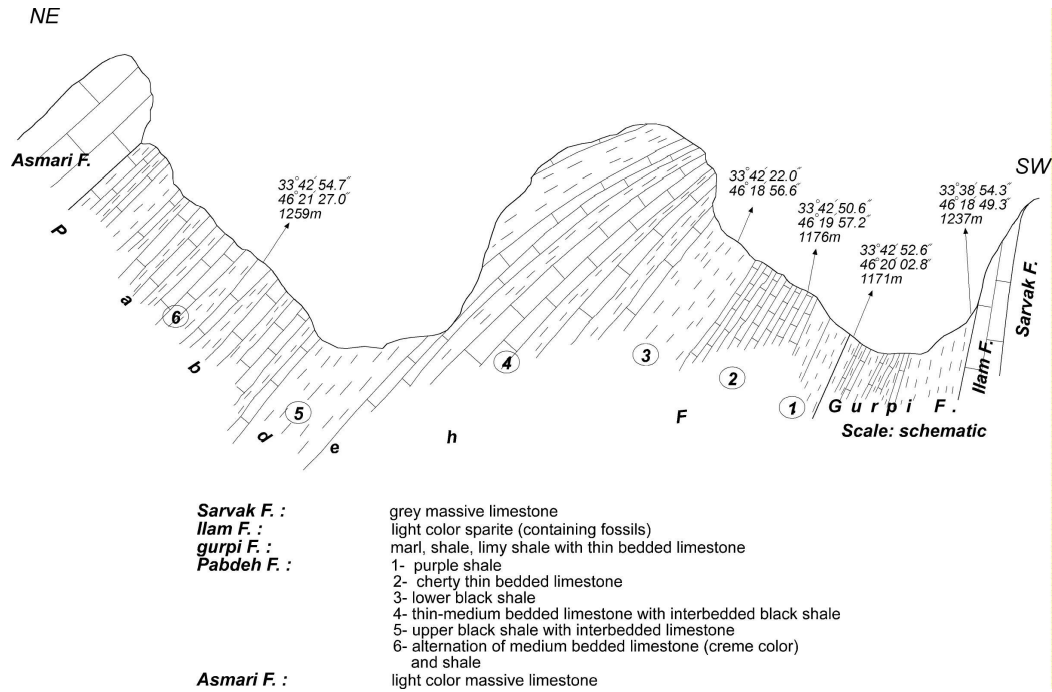 NE
SW
Asmari F.
33° 42′ 54.7″
46° 21′ 27.0″
1259m
33° 42′ 22.0″
46° 18′ 56.6″
33° 42′ 50.6″
46° 19′ 57.2″
1176m
33° 42′ 52.6″
46° 20′ 02.8″
1171m
33° 38′ 54.3″
46° 18′ 49.3″
1237m
P a b d e h F
6
5
4
3
2
1
Gurpi F.
Ilam F.
Sarvak F.
Scale: schematic
Sarvak F. : grey massive limestone
Ilam F. : light color sparite (containing fossils)
gurpi F. : marl, shale, limy shale with thin bedded limestone
Pabdeh F. : 1- purple shale
2- cherty thin bedded limestone
3- lower black shale
4- thin-medium bedded limestone with interbedded black shale
5- upper black shale with interbedded limestone
6- alternation of medium bedded limestone (creme color)
and shale
Asmari F. : light color massive limestone